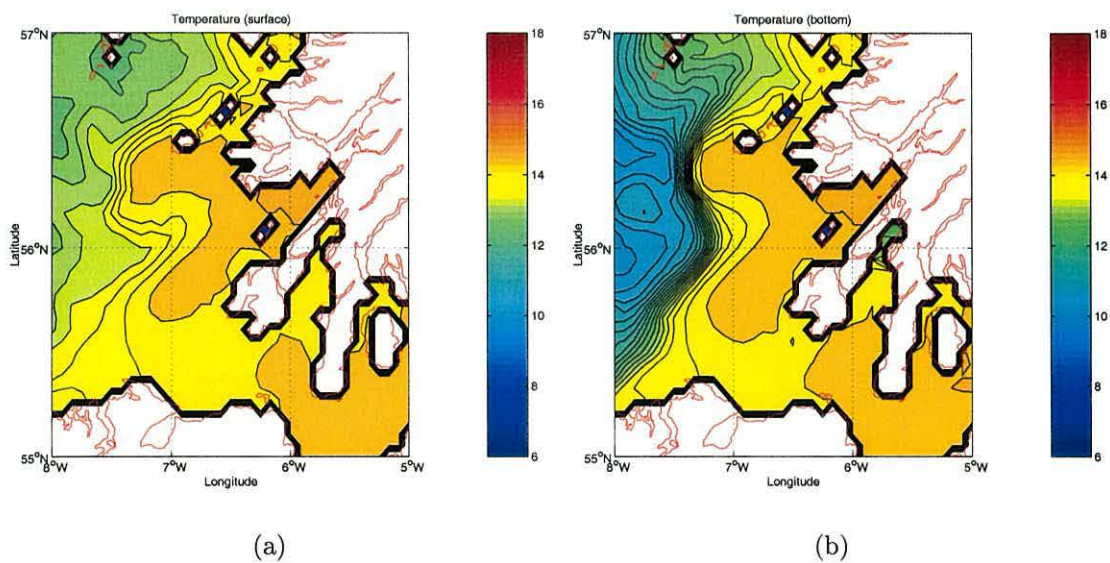 Temperature (surface)
57°N
56°N
55°N
Latitude
8°W
7°W
6°W
5°W
Longitude
18
16
14
12
10
8
6
(a)
Temperature (bottom)
57°N
56°N
55°N
Latitude
8°W
7°W
6°W
5°W
Longitude
18
16
14
12
10
8
6
(b)